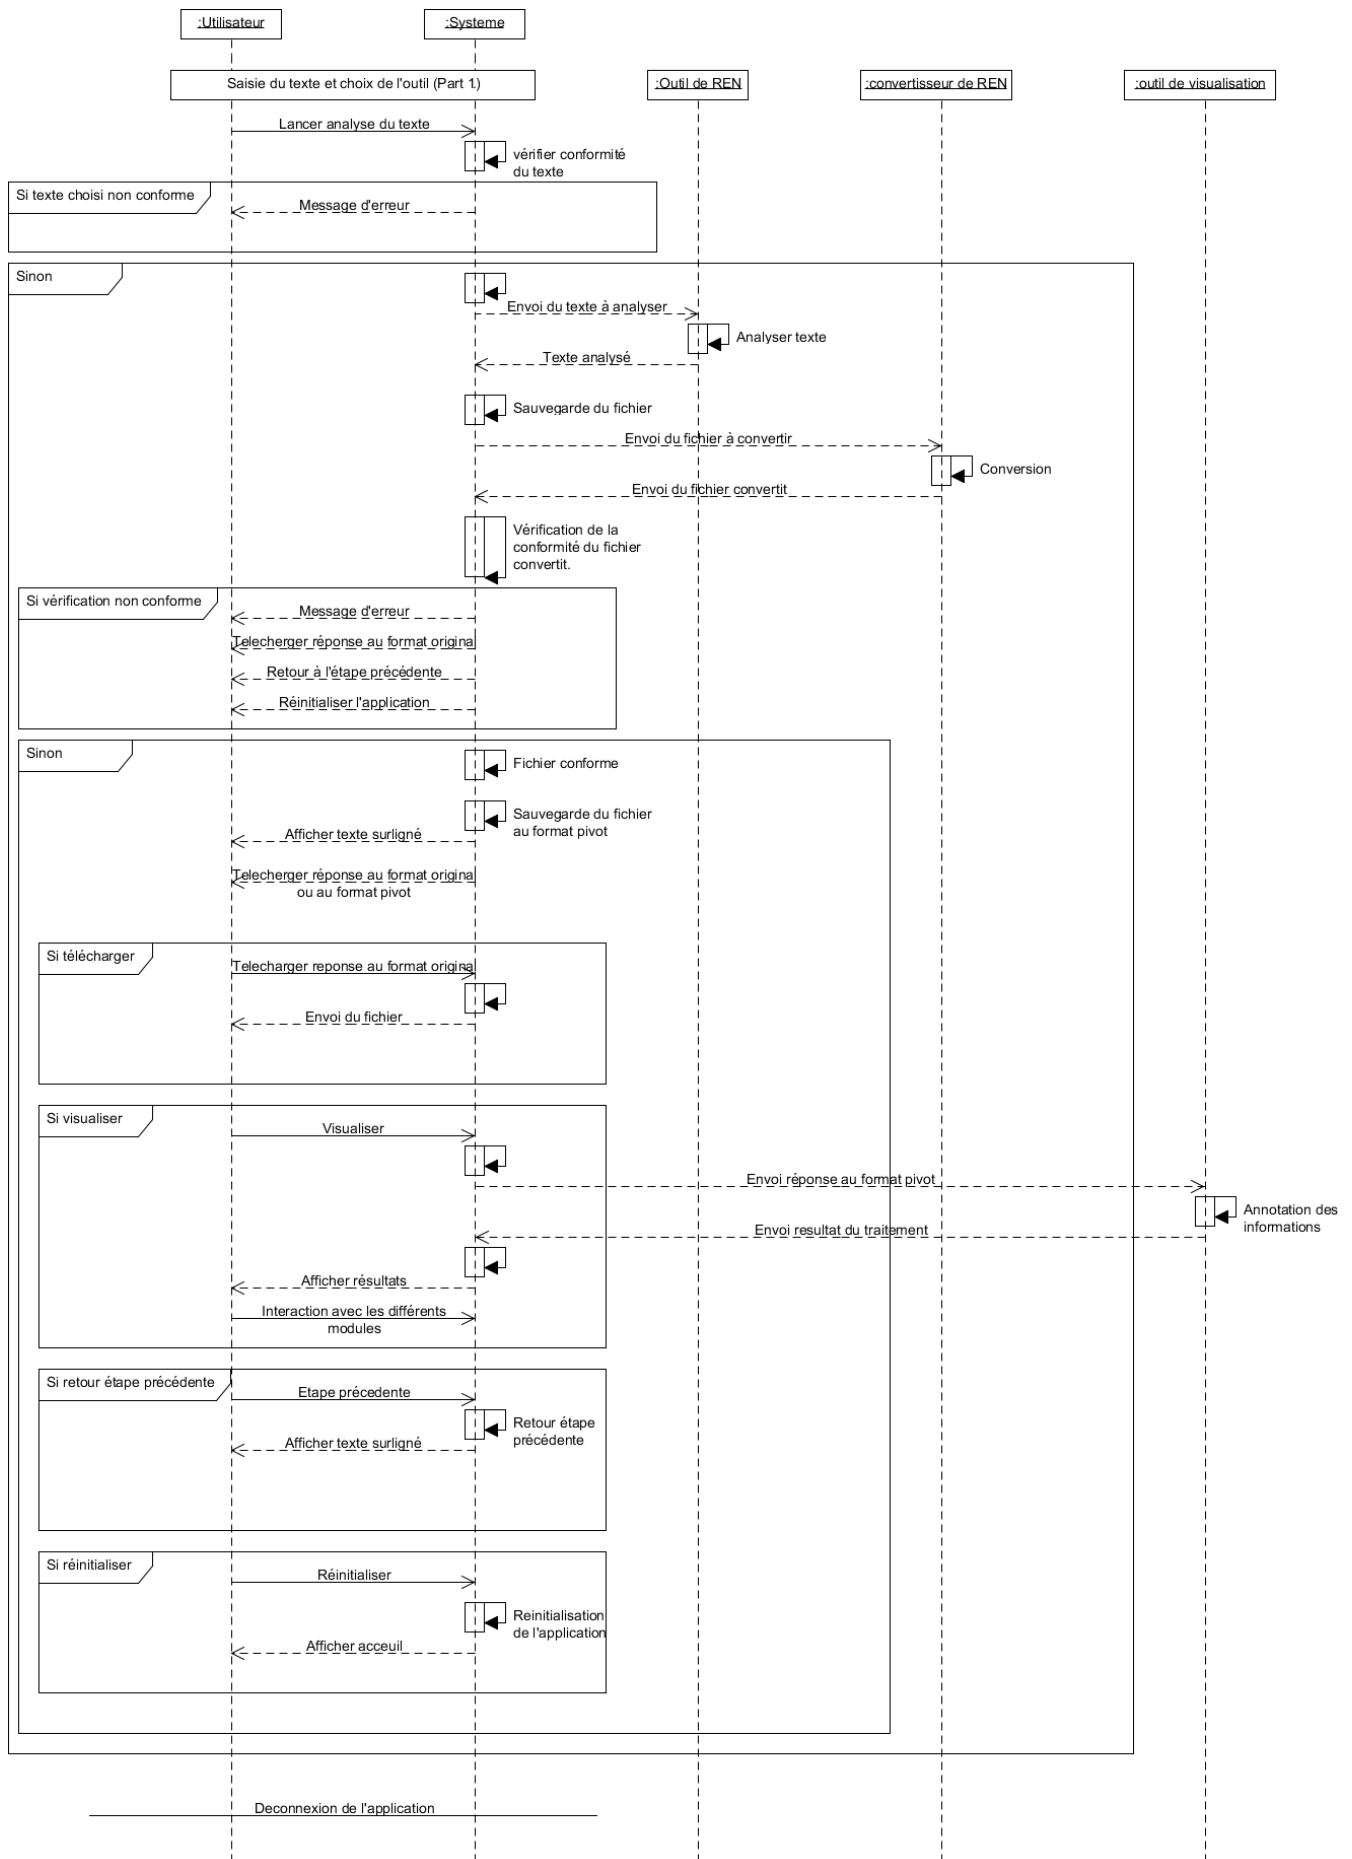 :Utilisateur
:Systeme
Saisie du texte et choix de l'outil (Part 1.)
:Outil de REN
:convertisseur de REN
:outil de visualisation
Lancer analyse du texte
vérifier conformité
du texte
Si texte choisi non conforme
Message d'erreur
Sinon
Envoi du texte à analyser
Analyser texte
Texte analysé
Sauvegarde du fichier
Envoi du fichier à convertir
Conversion
Envoi du fichier convertit
Vérification de la
conformité du fichier
convertit.
Si vérification non conforme
Message d'erreur
Telecherger réponse au format original
Retour à l'étape précédente
Réinitialiser l'application
Sinon
Fichier conforme
Sauvegarde du fichier
au format pivot
Afficher texte surligné
Telecherger réponse au format original
ou au format pivot
Si télécharger
Telecharger reponse au format original
Envoi du fichier
Si visualiser
Visualiser
Envoi réponse au format pivot
Annotation des
informations
Envoi resultat du traitement
Afficher résultats
Interaction avec les différents
modules
Si retour étape précédente
Etape précedente
Retour étape
précédente
Afficher texte surligné
Si réinitialiser
Réinitialiser
Reinitialisation
de l'application
Afficher acceuil
Deconnexion de l'application